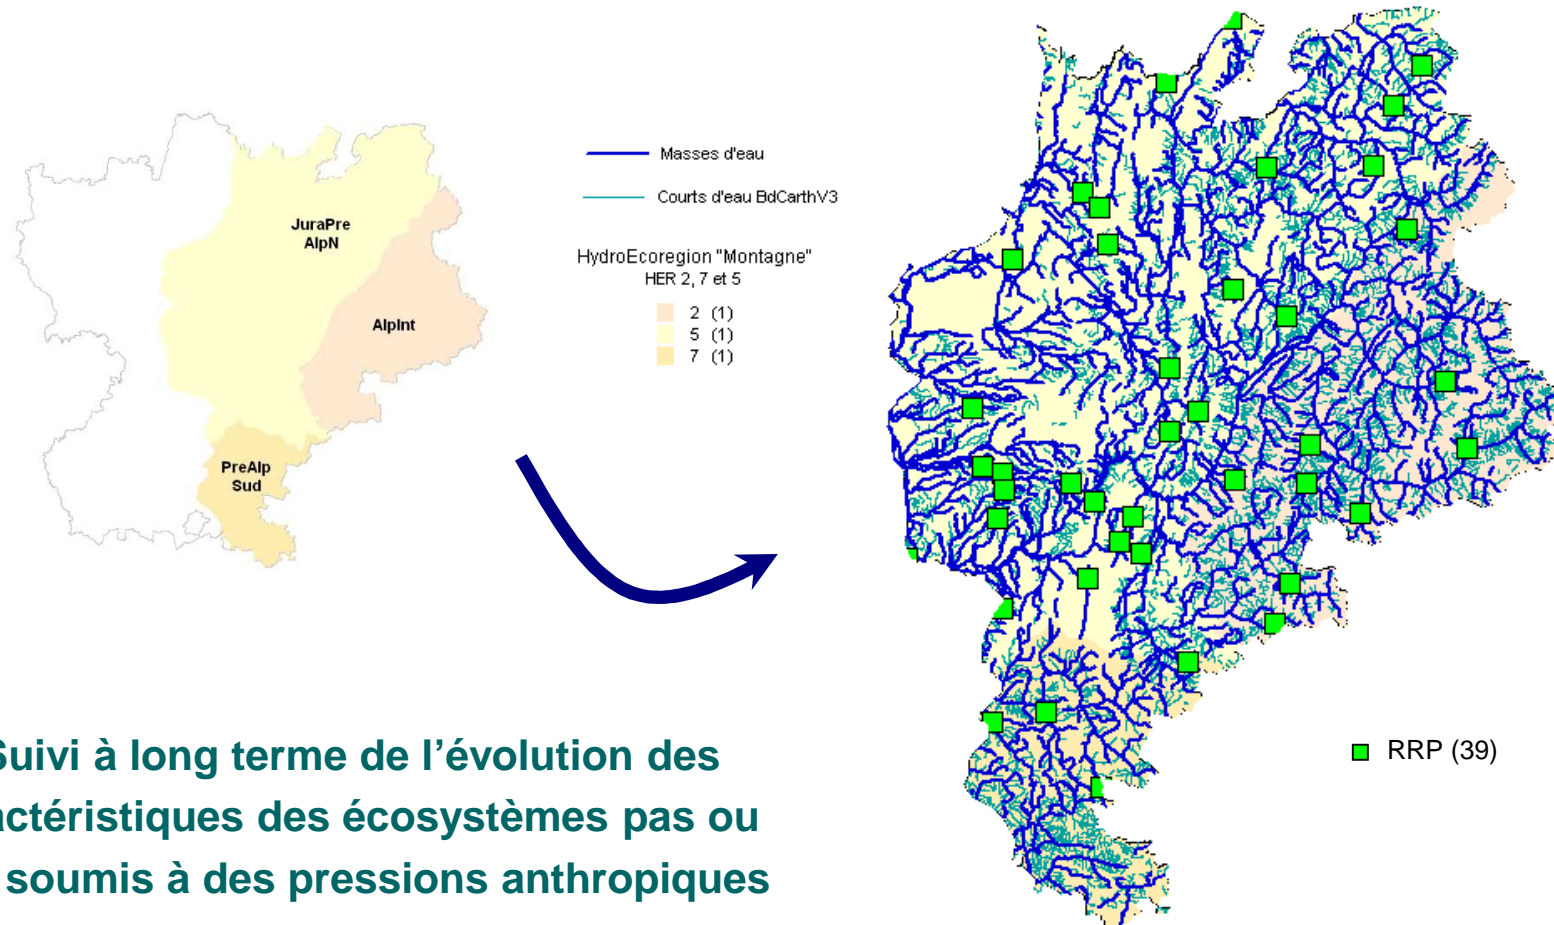 JuraPre
AlpN
AlpInt
PreAlp
Sud
Masses d'eau
Courts d'eau BdCarthV3
HydroEcoregion "Montagne"
HER 2, 7 et 5
2 (1)
5 (1)
7 (1)
RRP (39)
Suivi à long terme de l'évolution des
actéristiques des écosystèmes pas ou
soumis à des pressions anthropiques